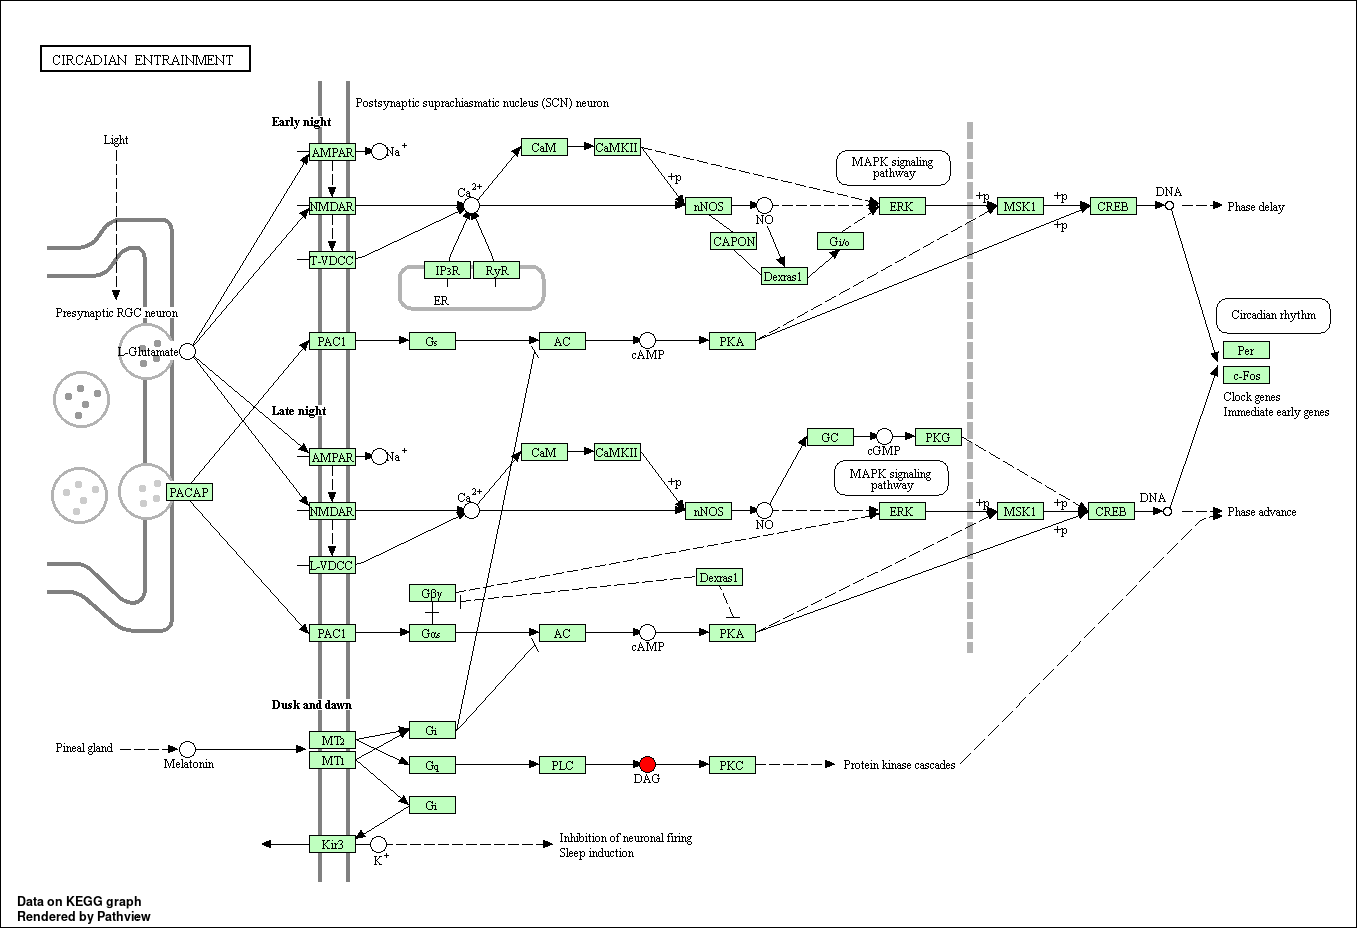 CIRCADIAN ENTRAINMENT
Postsynaptic suprachiasmatic nucleus (SCN) neuron
Early night
Light
AMPAR
Na+
CaM
CaMKII
MAPK signaling
pathway
+p
Ca2+
NMDAR
nNOS
NO
ERK
+p
MSK1
+p
CREB
DNA
Phase delay
+p
CAPON
Gi/o
T-VDCC
IP3R
RyR
Dexras1
ER
Presynaptic RGC neuron
Circadian rhythm
L-Glutamate
PAC1
Gs
AC
cAMP
PKA
Per
c-Fos
Clock genes
Immediate early genes
Late night
AMPAR
Na+
CaM
CaMKII
GC
cGMP
PKG
MAPK signaling
pathway
+p
PACAP
Ca2+
NMDAR
nNOS
NO
ERK
+p
MSK1
+p
CREB
DNA
Phase advance
+p
L-VDCC
Dexras1
Gβγ
PAC1
Gαs
AC
cAMP
PKA
Dusk and dawn
Gi
MT2
Pineal gland
Melatonin
MT1
Gq
PLC
DAG
PKC
Protein kinase cascades
Gi
Kir3
K+
Inhibition of neuronal firing
Sleep induction
Data on KEGG graph
Rendered by Pathview